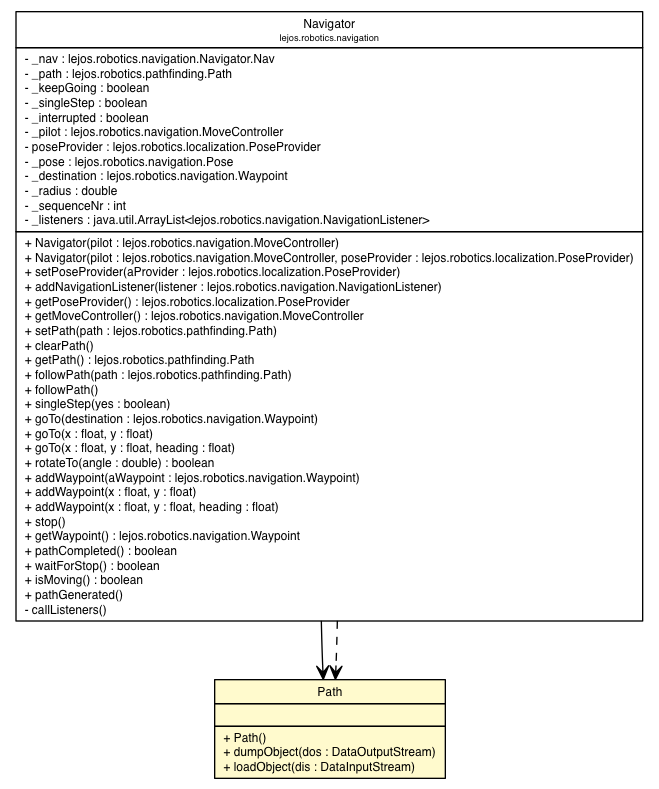 Navigator
lejos.robotics.navigation
- _nav : lejos.robotics.navigation.Navigator.Nav
- _path : lejos.robotics.pathfinding.Path
- _keepGoing : boolean
- _singleStep : boolean
- _interrupted : boolean
- _pilot : lejos.robotics.navigation.MoveController
- poseProvider : lejos.robotics.localization.PoseProvider
- _pose : lejos.robotics.navigation.Pose
- _destination : lejos.robotics.navigation.Waypoint
- _radius : double
- _sequenceNr : int
- _listeners : java.util.ArrayList<lejos.robotics.navigation.NavigationListener>
+ Navigator(pilot : lejos.robotics.navigation.MoveController)
+ Navigator(pilot : lejos.robotics.navigation.MoveController, poseProvider : lejos.robotics.localization.PoseProvider)
+ setPoseProvider(aProvider : lejos.robotics.localization.PoseProvider)
+ addNavigationListener(listener : lejos.robotics.navigation.NavigationListener)
+ getPoseProvider() : lejos.robotics.localization.PoseProvider
+ getMoveController() : lejos.robotics.navigation.MoveController
+ setPath(path : lejos.robotics.pathfinding.Path)
+ clearPath()
+ getPath() : lejos.robotics.pathfinding.Path
+ followPath(path : lejos.robotics.pathfinding.Path)
+ followPath()
+ singleStep(yes : boolean)
+ goTo(destination : lejos.robotics.navigation.Waypoint)
+ goTo(x : float, y : float)
+ goTo(x : float, y : float, heading : float)
+ rotateTo(angle : double) : boolean
+ addWaypoint(aWaypoint : lejos.robotics.navigation.Waypoint)
+ addWaypoint(x : float, y : float)
+ addWaypoint(x : float, y : float, heading : float)
+ stop()
+ getWaypoint() : lejos.robotics.navigation.Waypoint
+ pathCompleted() : boolean
+ waitForStop() : boolean
+ isMoving() : boolean
+ pathGenerated()
- callListeners()
Path
+ Path()
+ dumpObject(dos : DataOutputStream)
+ loadObject(dis : DataInputStream)